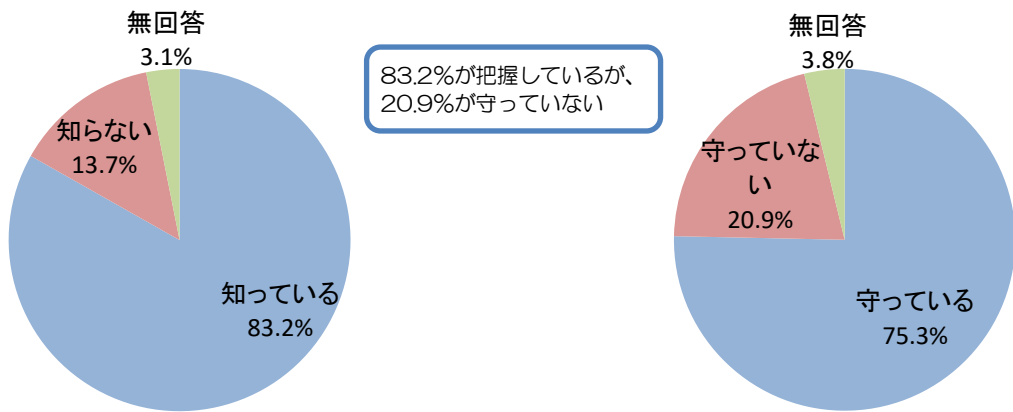 無回答
3.1%
知らない
13.7%
知っている
83.2%
83.2%が把握しているが、
20.9%が守っていない
無回答
3.8%
守っていな
い
20.9%
守っている
75.3%